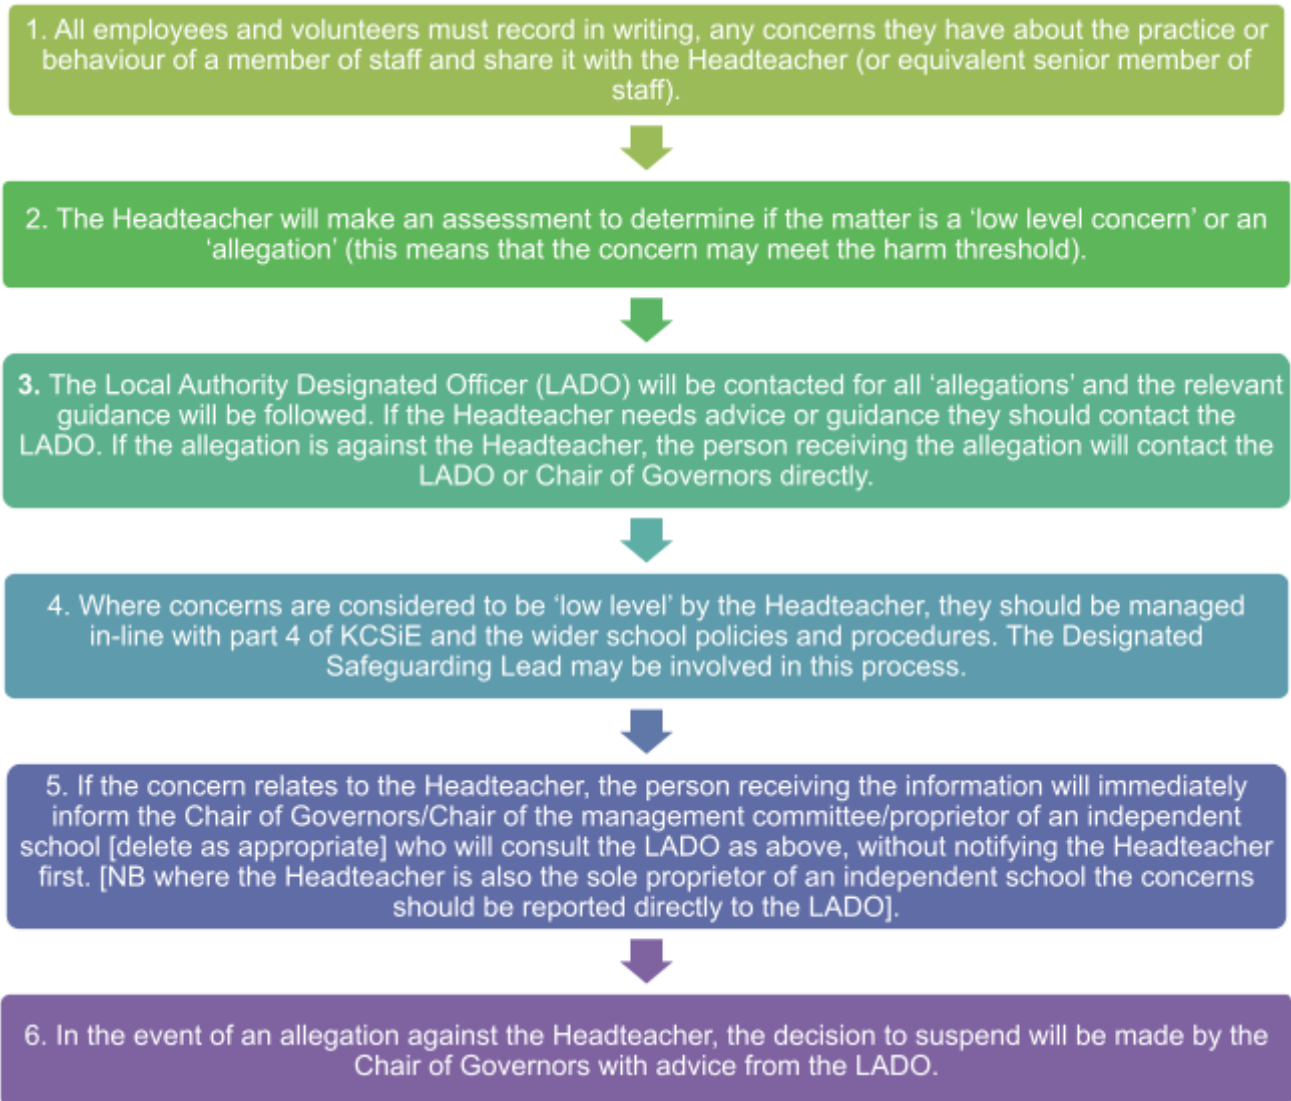 1. All employees and volunteers must record in writing, any concerns they have about the practice or
behaviour of a member of staff and share it with the Headteacher (or equivalent senior member of
staff).
2. The Headteacher will make an assessment to determine if the matter is a ‘low level concern’ or an
‘allegation’ (this means that the concern may meet the harm threshold).
3. The Local Authority Designated Officer (LADO) will be contacted for all ‘allegations’ and the relevant
guidance will be followed. If the Headteacher needs advice or guidance they should contact the
LADO. If the allegation is against the Headteacher, the person receiving the allegation will contact the
LADO or Chair of Governors directly.
4. Where concerns are considered to be ‘low level’ by the Headteacher, they should be managed
in-line with part 4 of KCSiE and the wider school policies and procedures. The Designated
Safeguarding Lead may be involved in this process.
5. If the concern relates to the Headteacher, the person receiving the information will immediately
inform the Chair of Governors/Chair of the management committee/proprietor of an independent
school [delete as appropriate] who will consult the LADO as above, without notifying the Headteacher
first. [NB where the Headteacher is also the sole proprietor of an independent school the concerns
should be reported directly to the LADO].
6. In the event of an allegation against the Headteacher, the decision to suspend will be made by the
Chair of Governors with advice from the LADO.